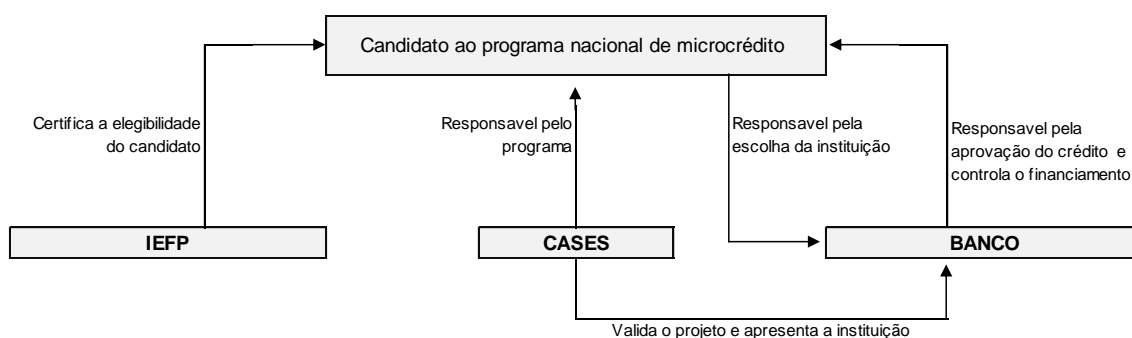 Candidato ao programa nacional de microcrédito
Certifica a elegibilidade
do candidato
Responsavel pelo
programa
Responsavel pela
escolha da instituição
Responsavel pela
aprovação do crédito e
controla o financiamento
IEFP
CASES
BANCO
Valida o projeto e apresenta a instituição